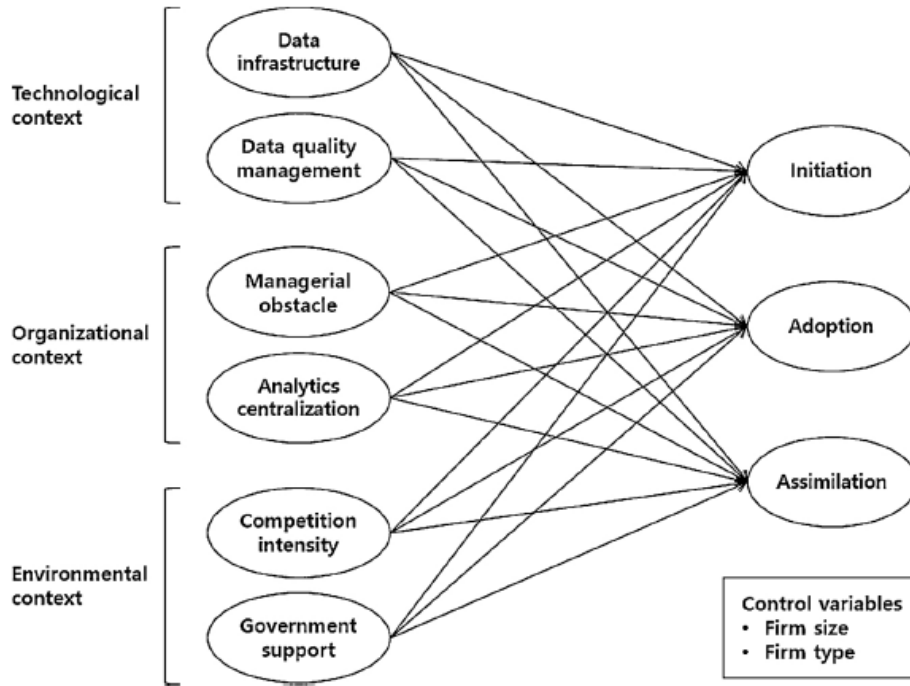 Technological
context
Data
infrastructure
Data quality
management
Organizational
context
Managerial
obstacle
Analytics
centralization
Environmental
context
Competition
intensity
Government
support
Initiation
Adoption
Assimilation
Control variables
• Firm size
• Firm type